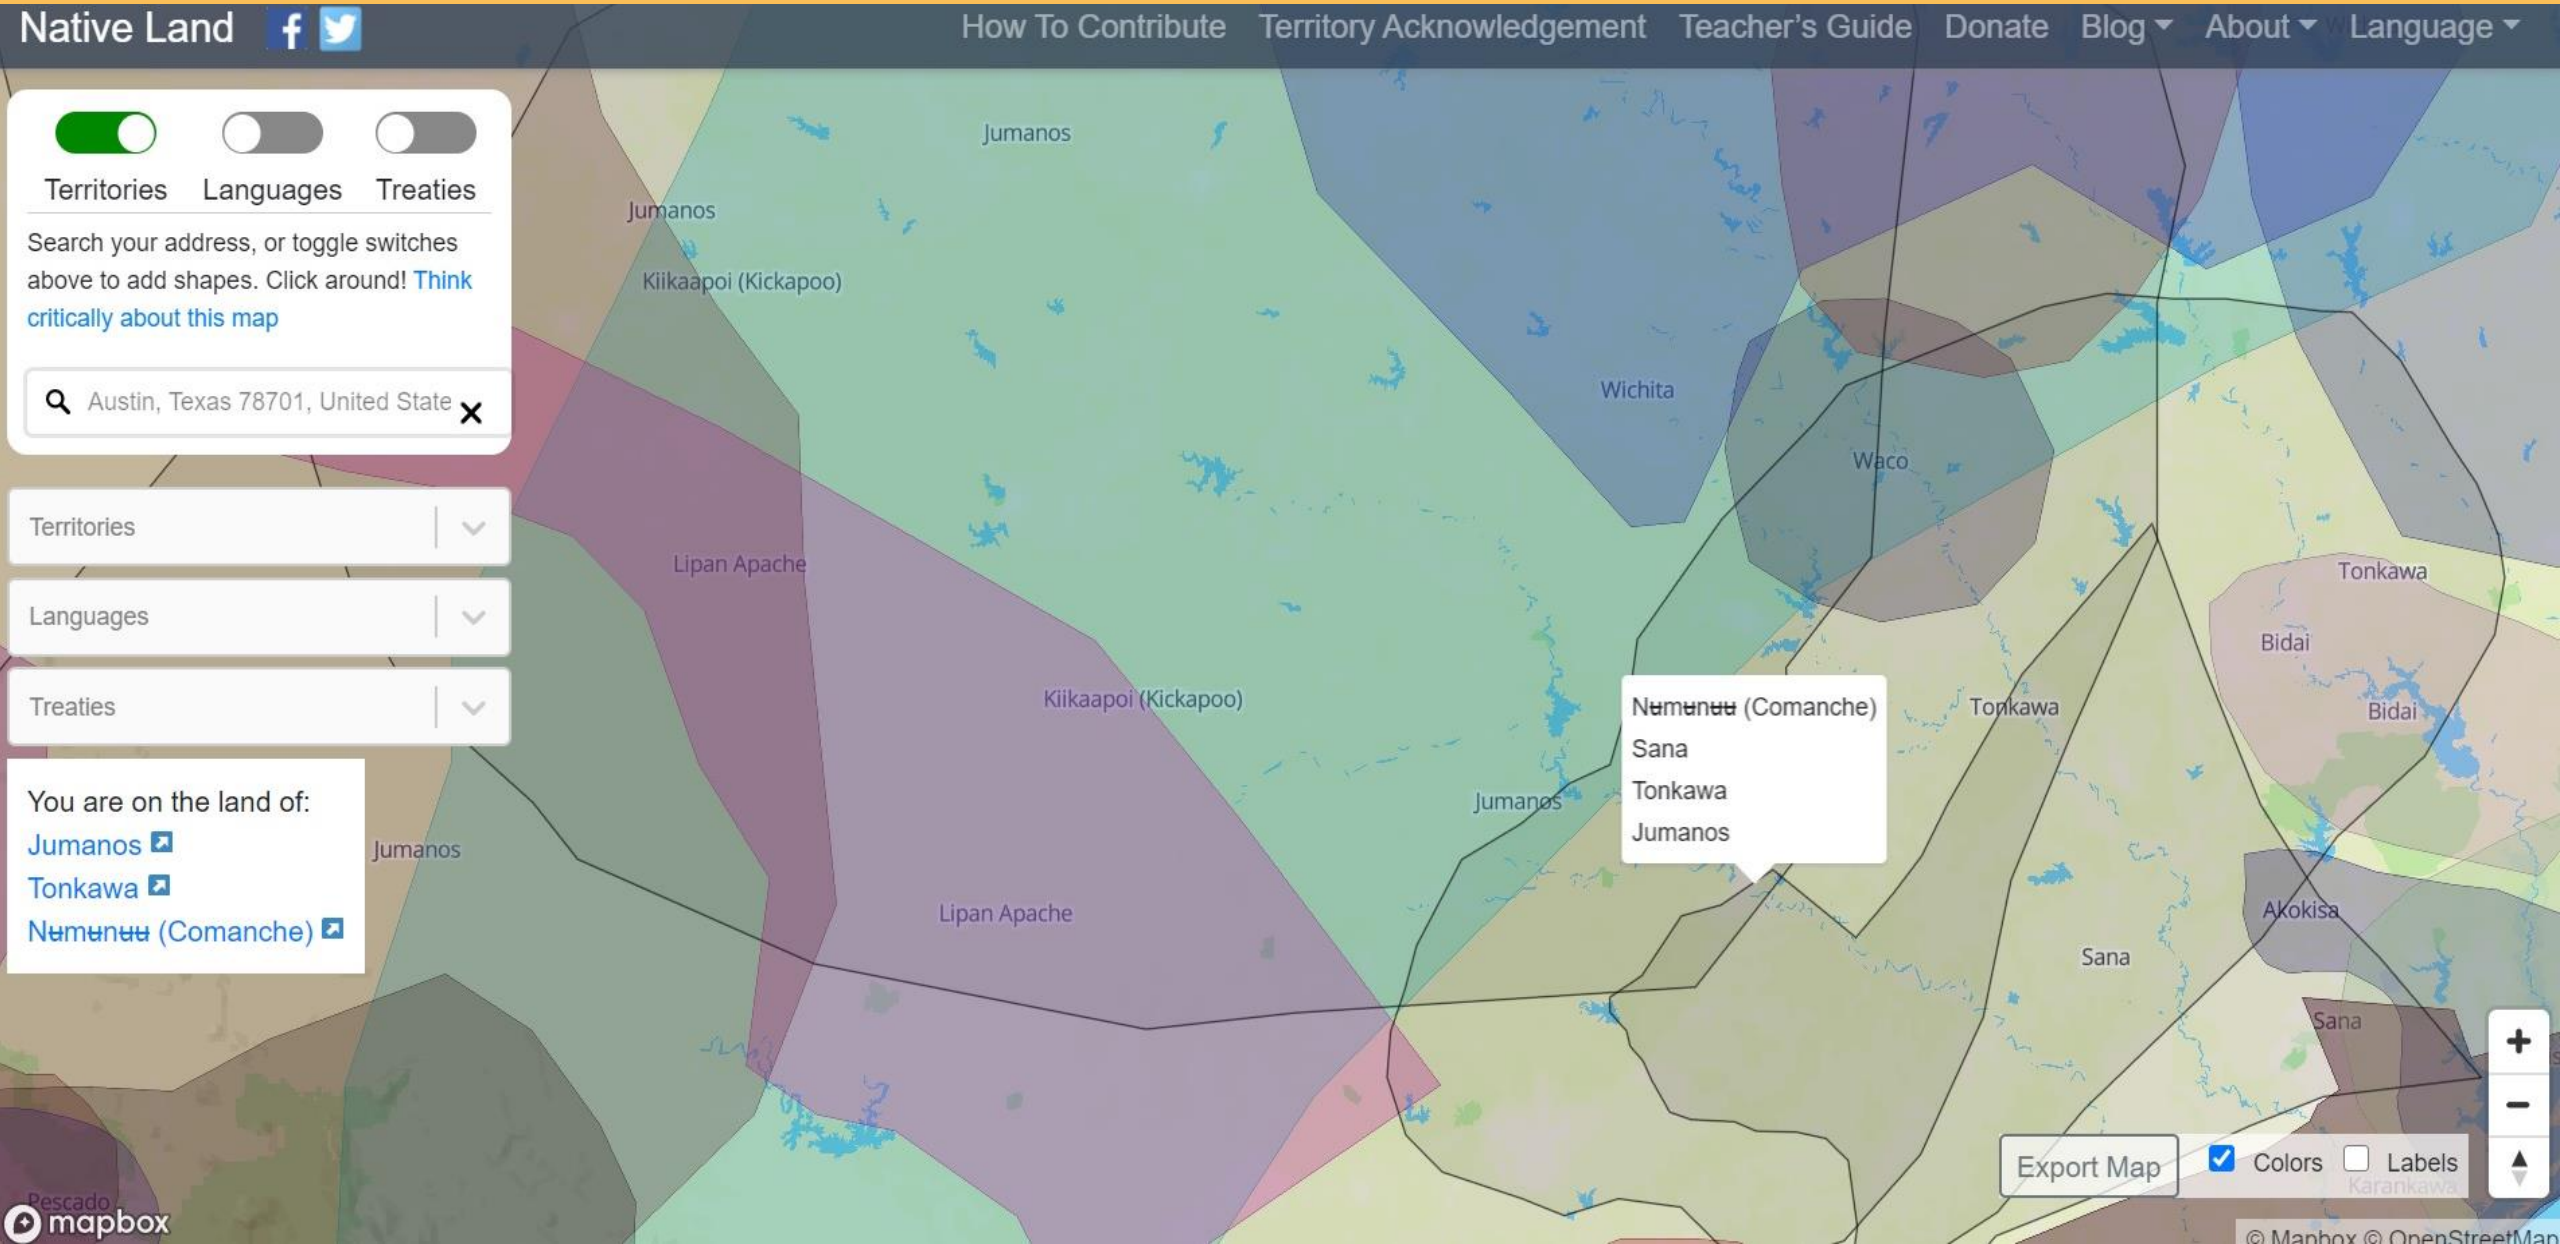 Native Land
How To Contribute Territory Acknowledgement Teacher's Guide Donate Blog About Language
Territories Languages Treaties
Search your address, or toggle switches
above to add shapes. Click around! Think
critically about this map
Austin, Texas 78701, United State
Territories
Languages
Treaties
You are on the land of:
Jumanos
Tonkawa
Nʉmʉnʉʉ (Comanche)
Jumanos
Jumanos
Kiikaapoi (Kickapoo)
Wichita
Waco
Lipan Apache
Tonkawa
Bidai
Kiikaapoi (Kickapoo)
Nʉmʉnʉʉ (Comanche)
Sana
Tonkawa
Jumanos
Tonkawa
Bidai
Jumanos
Jumanos
Lipan Apache
Akokisa
Sana
Sana
Pescado
Export Map Colors Labels
Karankawa
mapbox
© Mapbox © OpenStreetMap